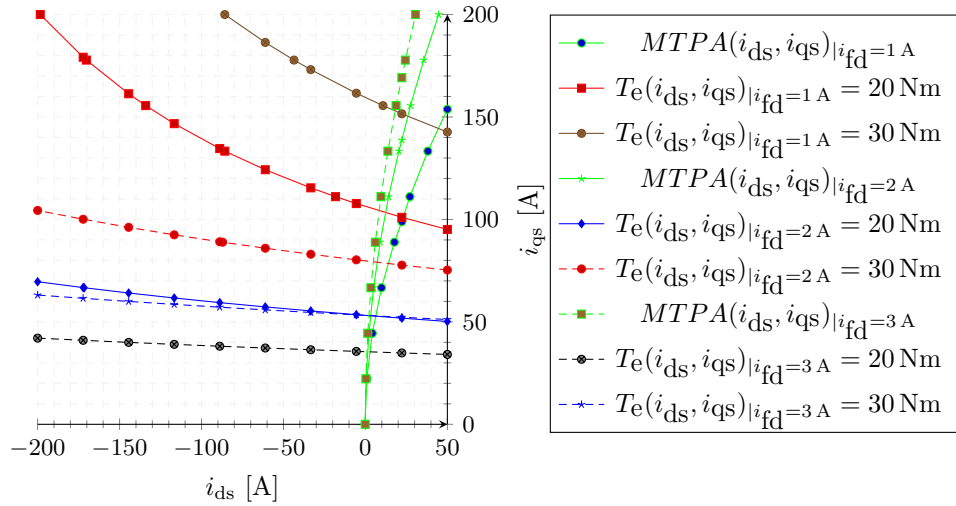 200
150
100
50
0
i_qs [A]
−200 −150 −100 −50 0 50
i_ds [A]
MTPA(i_ds, i_qs)_|i_fd=1 A
T_e(i_ds, i_qs)_|i_fd=1 A = 20 Nm
T_e(i_ds, i_qs)_|i_fd=1 A = 30 Nm
MTPA(i_ds, i_qs)_|i_fd=2 A
T_e(i_ds, i_qs)_|i_fd=2 A = 20 Nm
T_e(i_ds, i_qs)_|i_fd=2 A = 30 Nm
MTPA(i_ds, i_qs)_|i_fd=3 A
T_e(i_ds, i_qs)_|i_fd=3 A = 20 Nm
T_e(i_ds, i_qs)_|i_fd=3 A = 30 Nm